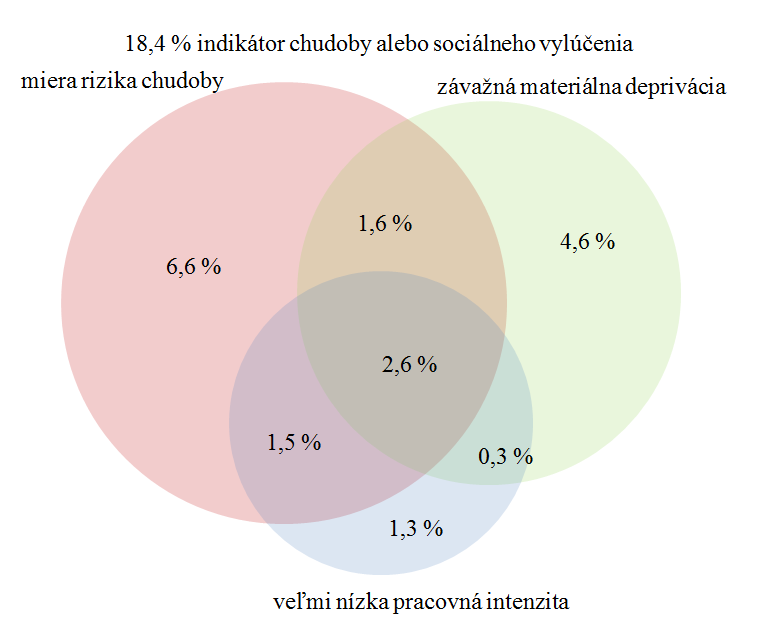 18,4 % indikátor chudoby alebo sociálneho vylúčenia
miera rizika chudoby
závažná materiálna deprivácia
1,6 %
4,6 %
6,6 %
2,6 %
1,5 %
0,3 %
1,3 %
veľmi nízka pracovná intenzita